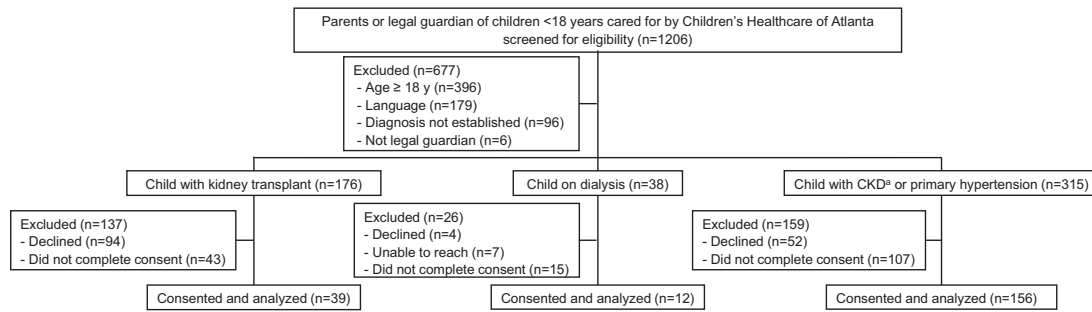 Parents or legal guardian of children <18 years cared for by Children's Healthcare of Atlanta
screened for eligibility (n=1206)
Excluded (n=677)
- Age ≥ 18 y (n=396)
- Language (n=179)
- Diagnosis not established (n=96)
- Not legal guardian (n=6)
Child with kidney transplant (n=176)
Child on dialysis (n=38)
Child with CKDᵃ or primary hypertension (n=315)
Excluded (n=137)
- Declined (n=94)
- Did not complete consent (n=43)
Excluded (n=26)
- Declined (n=4)
- Unable to reach (n=7)
- Did not complete consent (n=15)
Excluded (n=159)
- Declined (n=52)
- Did not complete consent (n=107)
Consented and analyzed (n=39)
Consented and analyzed (n=12)
Consented and analyzed (n=156)